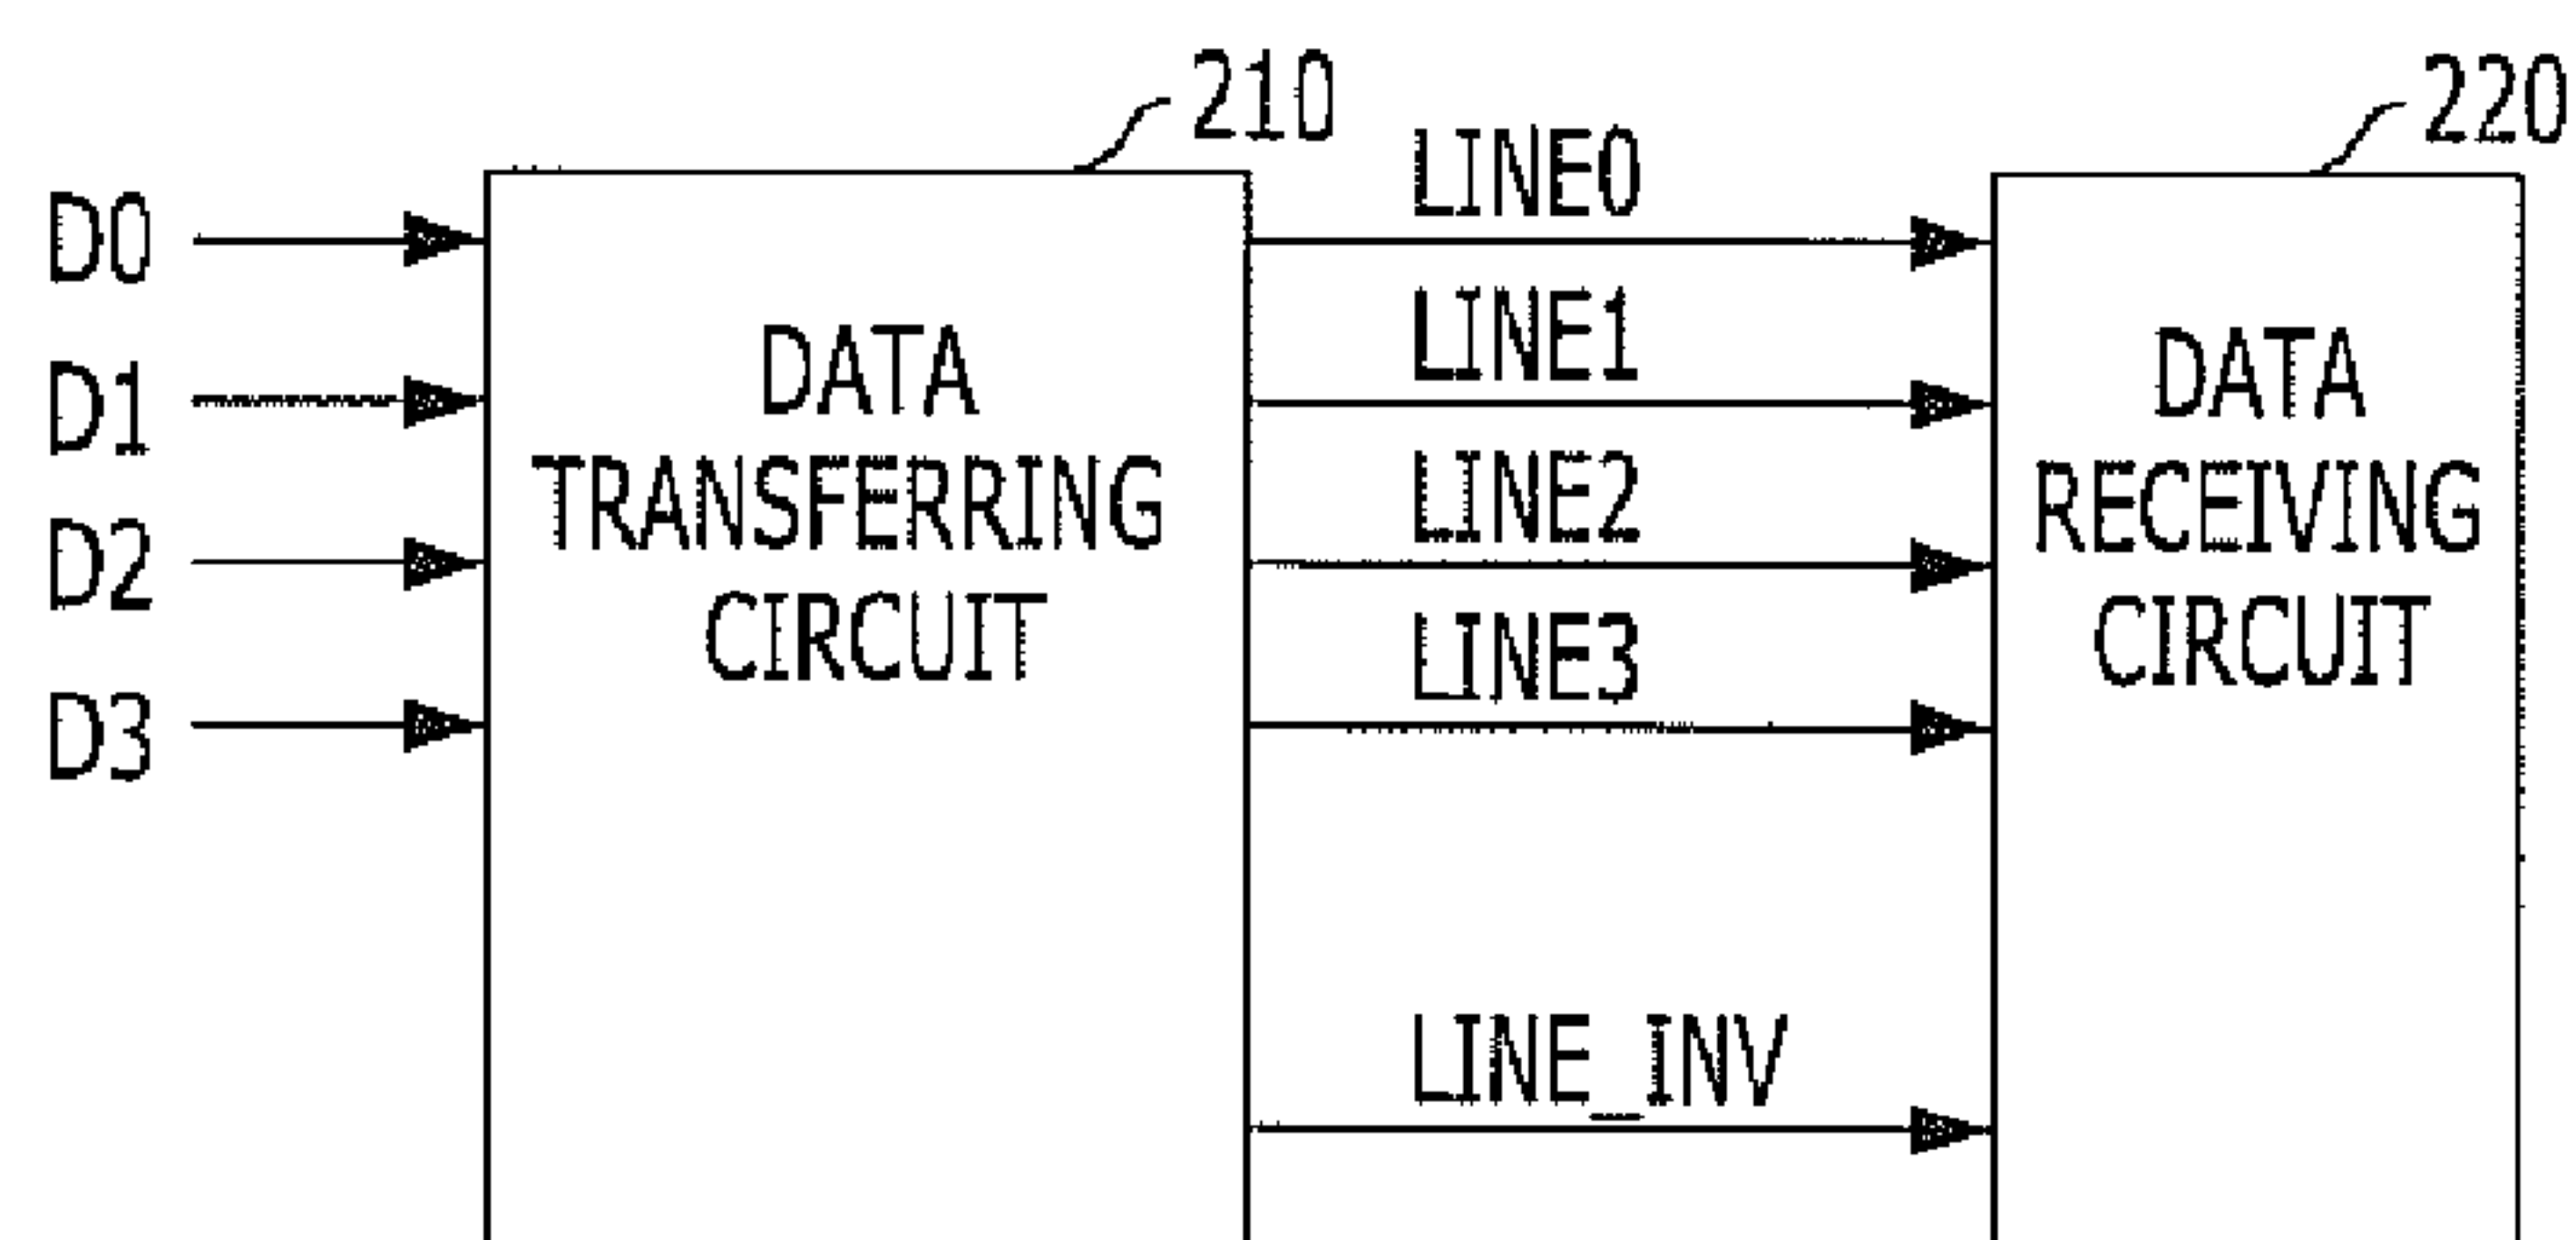 210
220
D0
D1
D2
D3
DATA
TRANSFERRING
CIRCUIT
LINE0
LINE1
LINE2
LINE3
LINE_INV
DATA
RECEIVING
CIRCUIT